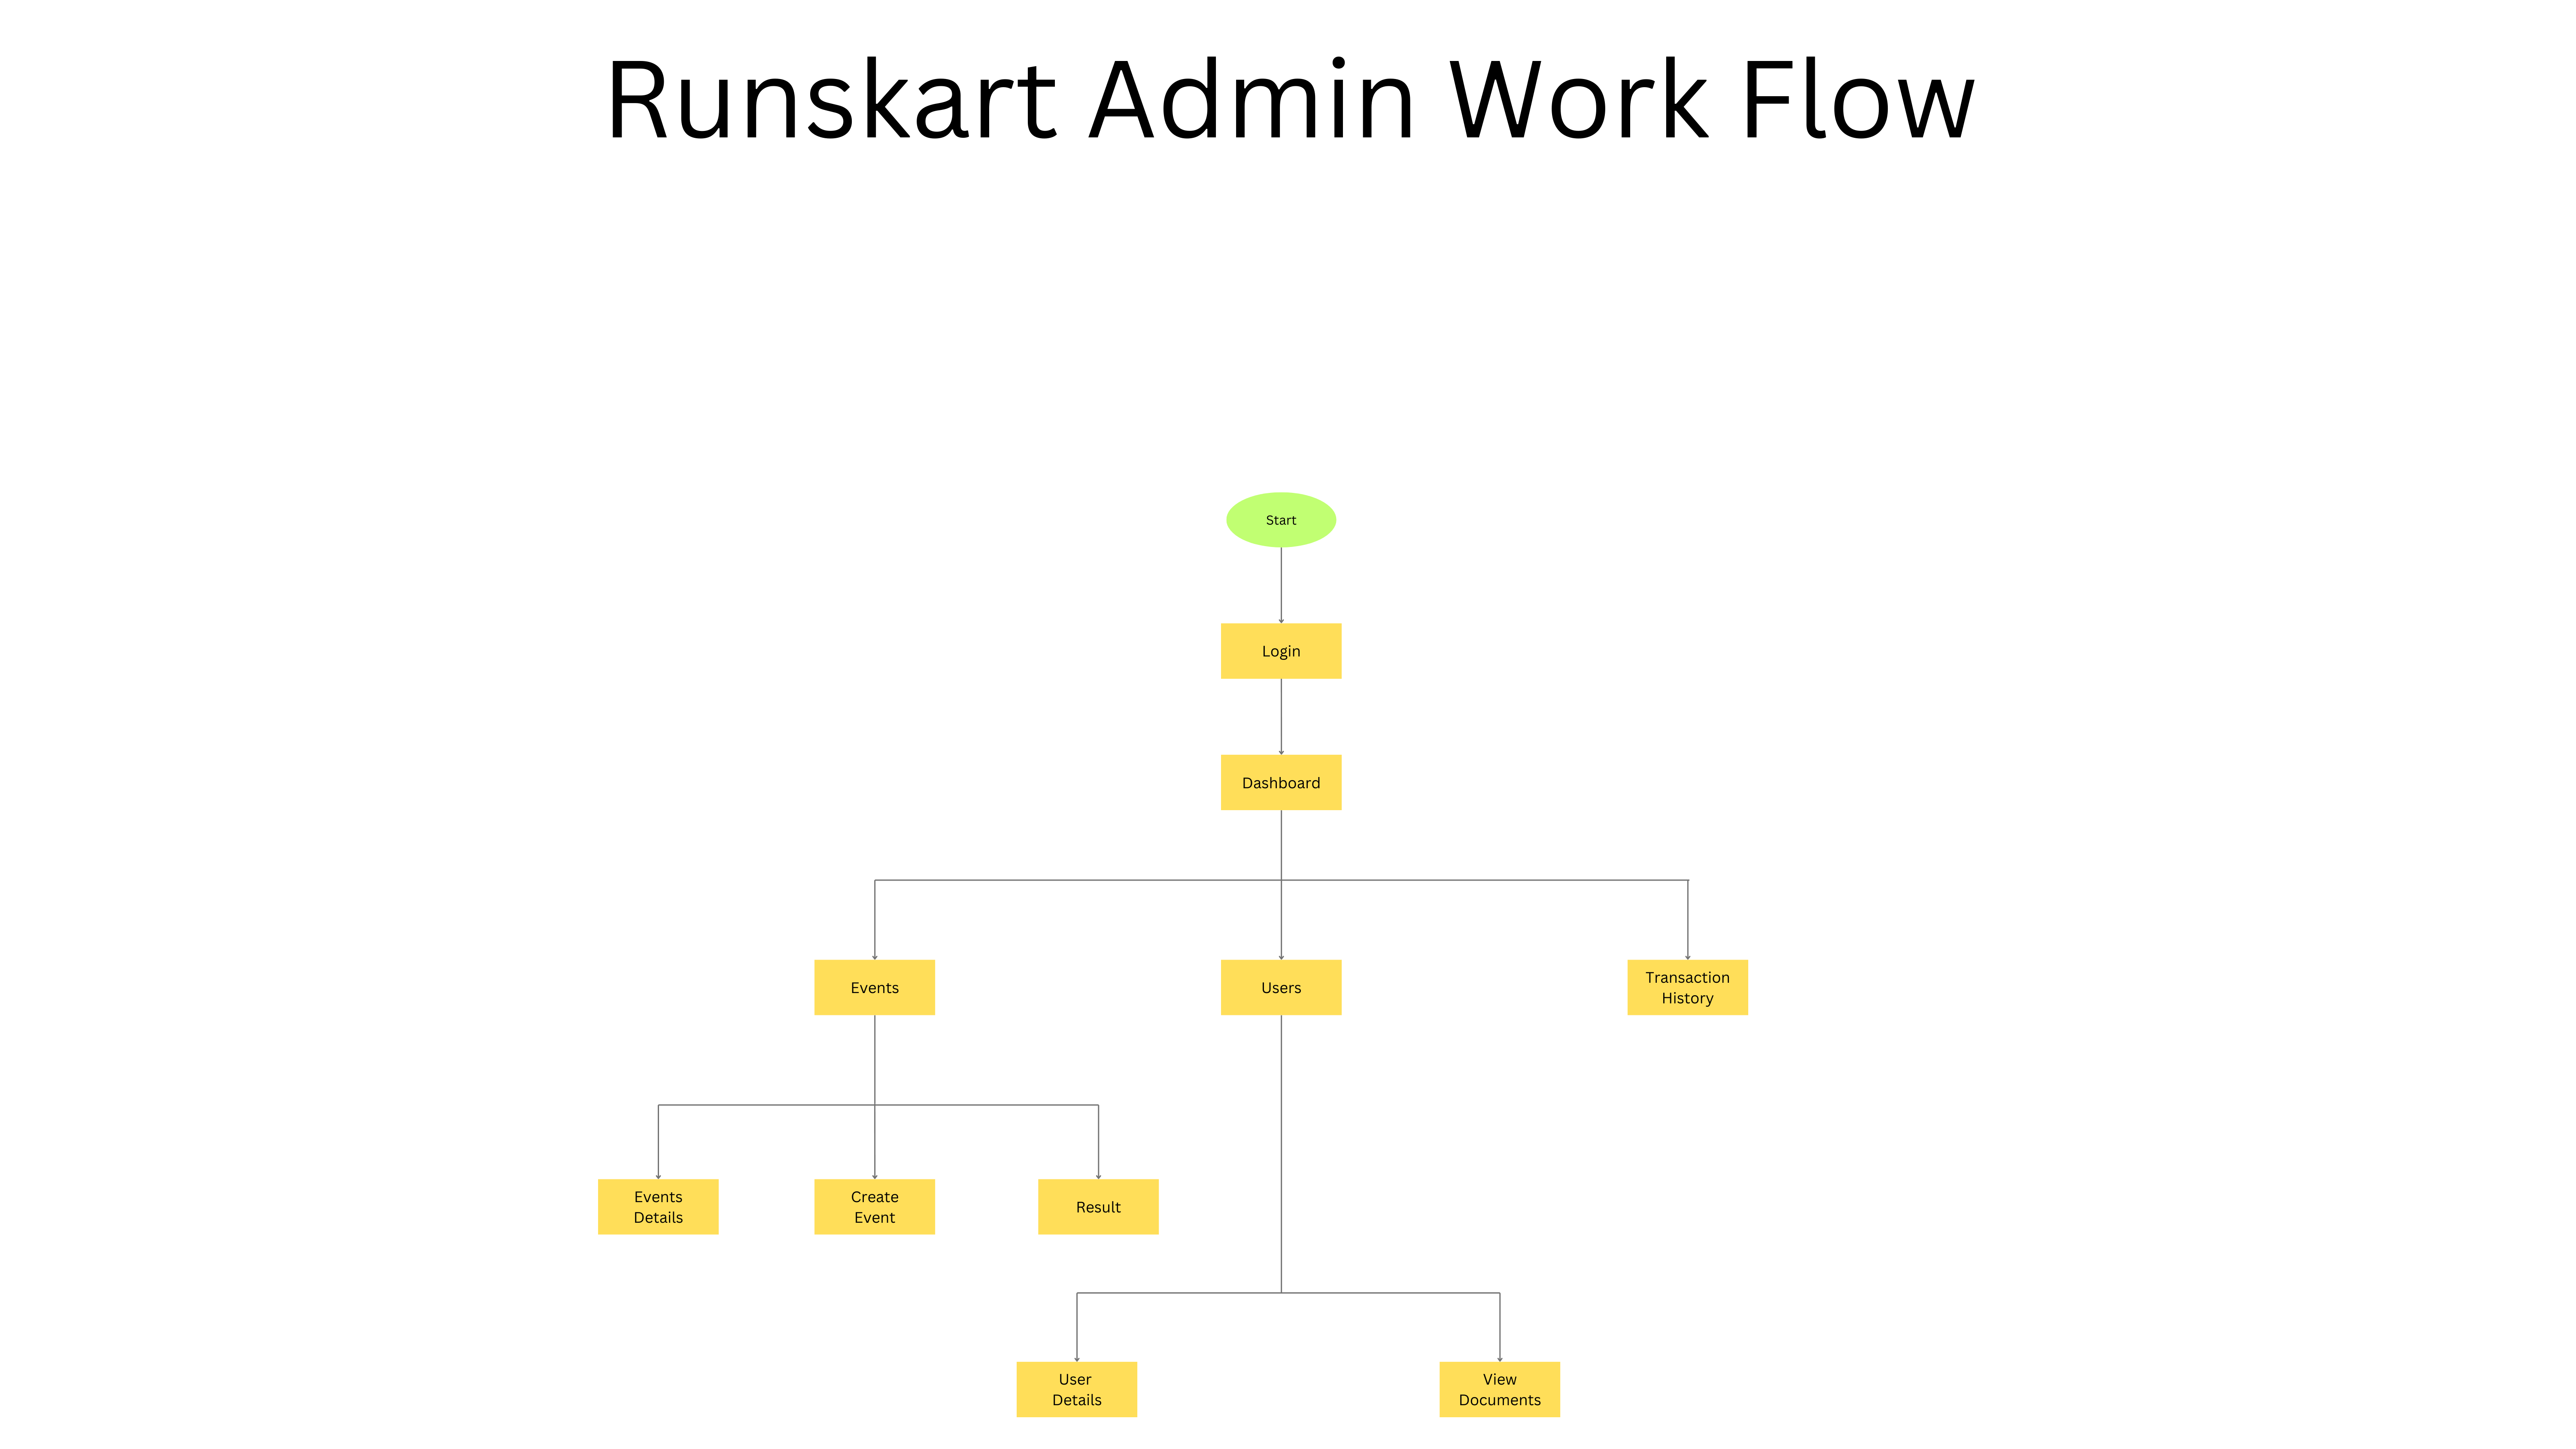 Runskart Admin Work Flow
Start
Login
Dashboard
Events
Users
Transaction
History
Events
Details
Create
Event
Result
User
Details
View
Documents